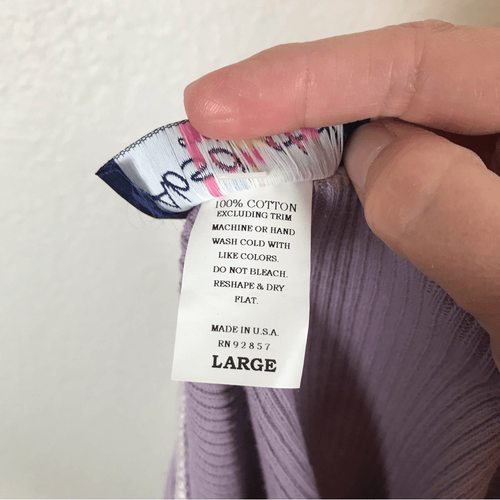 100% COTTON
EXCLUDING TRIM
MACHINE OR HAND
WASH COLD WITH
LIKE COLORS.
DO NOT BLEACH.
RESHAPE & DRY
FLAT.
MADE IN U.S.A.
RN92857
LARGE